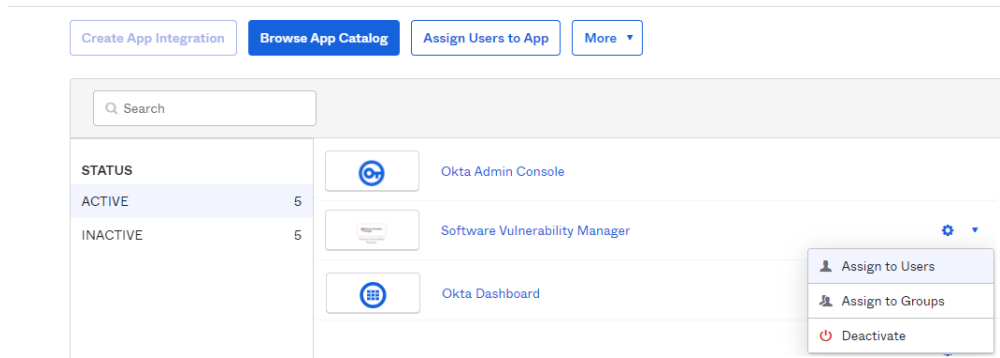 Create App Integration
Browse App Catalog
Assign Users to App
More
Search
STATUS
ACTIVE 5
INACTIVE 5
Okta Admin Console
Software Vulnerability Manager
Assign to Users
Assign to Groups
Deactivate
Okta Dashboard